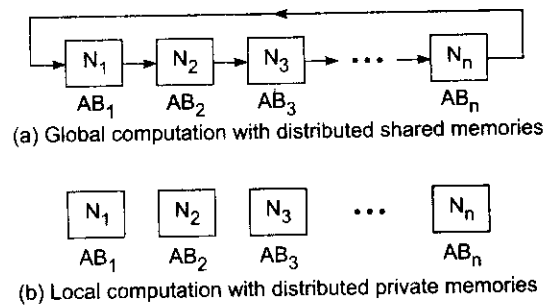 N₁ N₂ N₃ ••• Nₙ
AB₁ AB₂ AB₃ ABₙ
(a) Global computation with distributed shared memories
N₁ N₂ N₃ ••• Nₙ
AB₁ AB₂ AB₃ ABₙ
(b) Local computation with distributed private memories